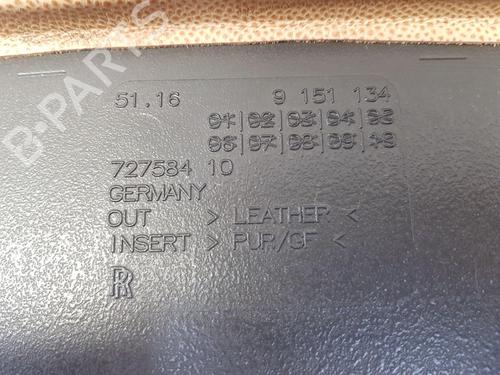 51.16 9 151 134
01|02|03|04|05
06|07|08|09|
727584 10
GERMANY
OUT > LEATHER <
INSERT > PUR/GF <
RR
B-PARTS